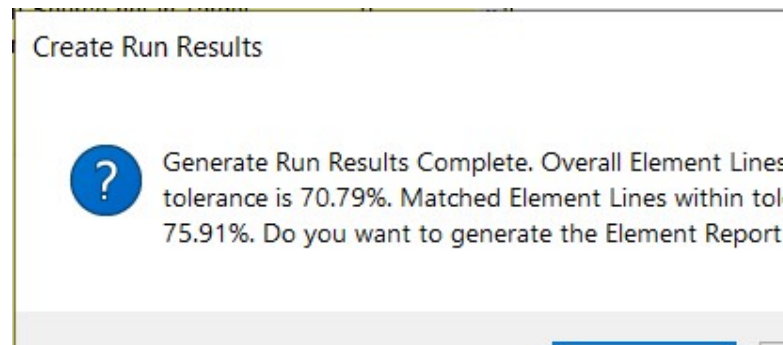 Create Run Results
Generate Run Results Complete. Overall Element Lines
tolerance is 70.79%. Matched Element Lines within
75.91%. Do you want to generate the Element Report